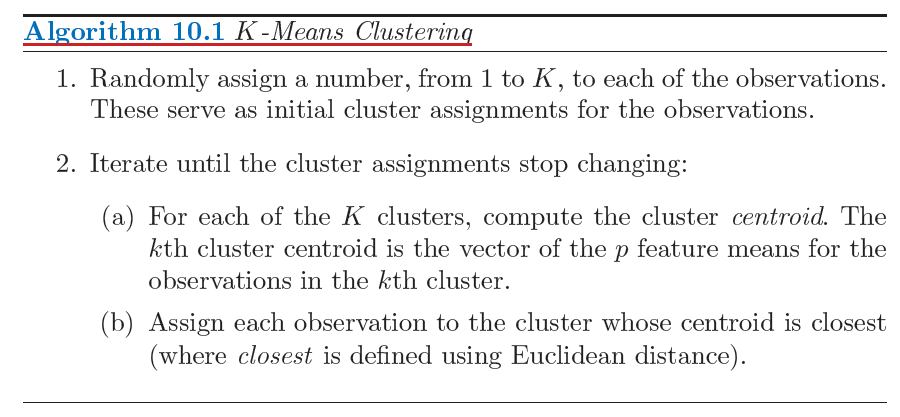 Algorithm 10.1 K-Means Clustering
1. Randomly assign a number, from 1 to K, to each of the observations.
These serve as initial cluster assignments for the observations.
2. Iterate until the cluster assignments stop changing:
(a) For each of the K clusters, compute the cluster centroid. The
kth cluster centroid is the vector of the p feature means for the
observations in the kth cluster.
(b) Assign each observation to the cluster whose centroid is closest
(where closest is defined using Euclidean distance).